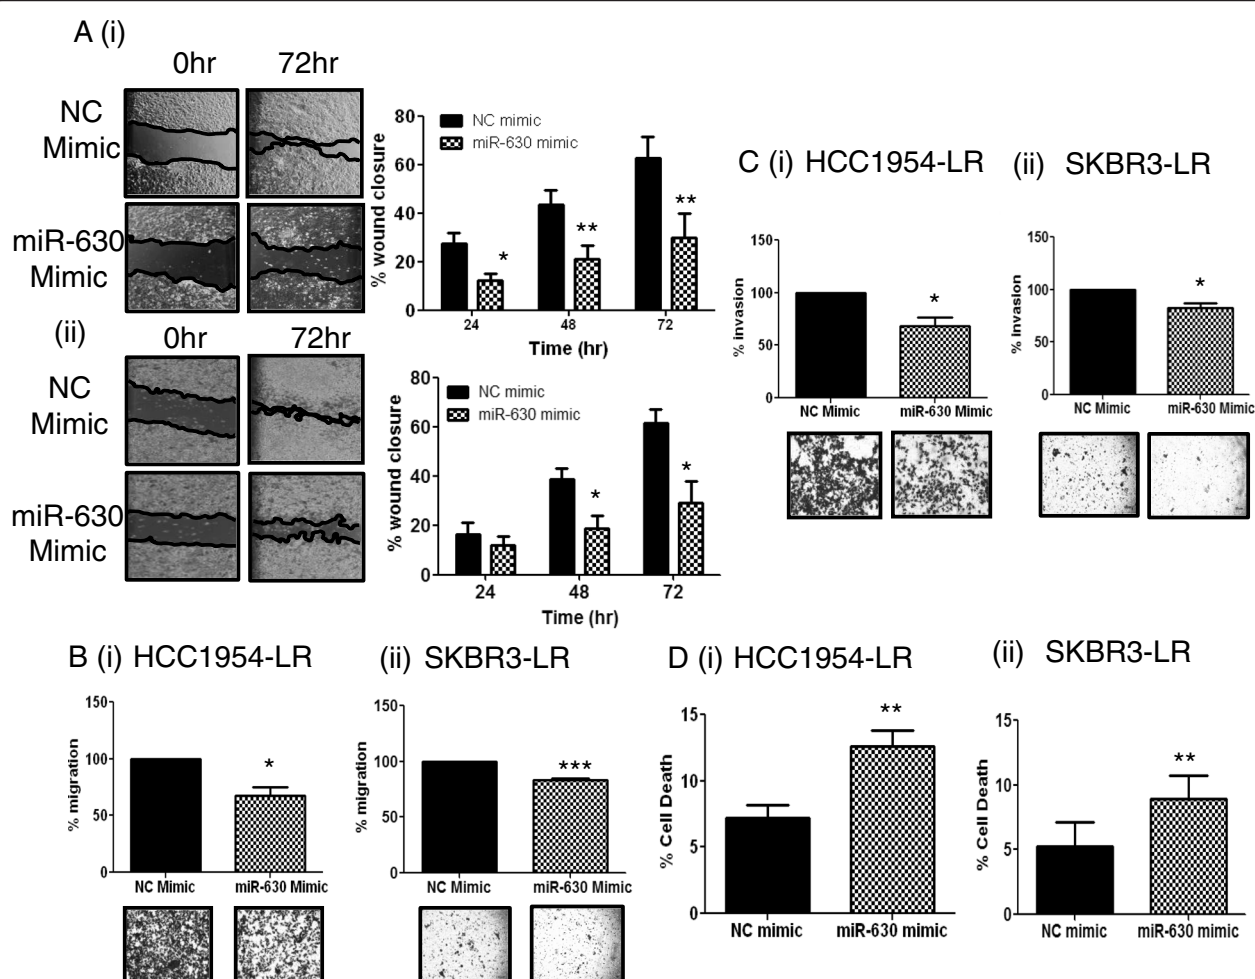 A (i)
0hr 72hr
NC
Mimic
miR-630
Mimic
80
60
40
20
0
% wound closure
NC mimic
miR-630 mimic
*
**
**
24 48 72
Time (hr)
(ii)
0hr 72hr
NC
Mimic
miR-630
Mimic
80
60
40
20
0
% wound closure
NC mimic
miR-630 mimic
*
*
24 48 72
Time (hr)
B (i) HCC1954-LR
150
100
50
0
% migration
*
NC Mimic miR-630 Mimic
(ii) SKBR3-LR
150
100
50
0
% migration
***
NC Mimic miR-630 Mimic
C (i) HCC1954-LR
150
100
50
0
% invasion
*
NC Mimic miR-630 Mimic
(ii) SKBR3-LR
150
100
50
0
% Invasion
*
NC Mimic miR-630 Mimic
D (i) HCC1954-LR
15
10
5
0
% Cell Death
**
NC mimic miR-630 mimic
(ii) SKBR3-LR
15
10
5
0
% Cell Death
**
NC mimic miR-630 mimic